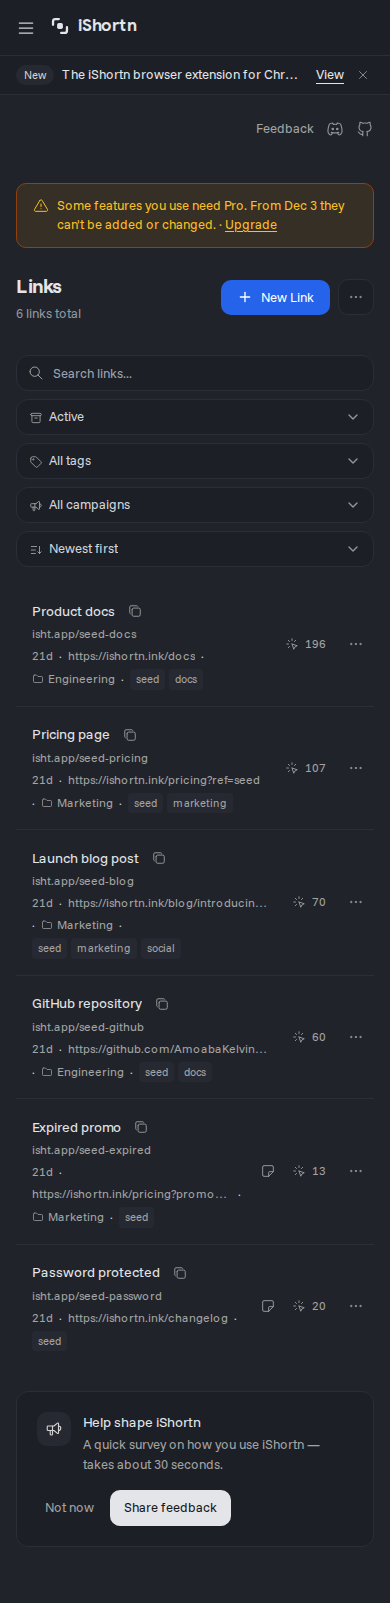 iShortn
New The iShortn browser extension for Chr... View
Feedback
Some features you use need Pro. From Dec 3 they
can't be added or changed. · Upgrade
Links
6 links total
New Link
Search links...
Active
All tags
All campaigns
Newest first
Product docs
isht.app/seed-docs
21d · https://ishortn.ink/docs ·
196
Engineering · seed docs
Pricing page
isht.app/seed-pricing
107
21d · https://ishortn.ink/pricing?ref=seed
· Marketing · seed marketing
Launch blog post
isht.app/seed-blog
21d · https://ishortn.ink/blog/introducin...
70
· Marketing ·
seed marketing social
GitHub repository
isht.app/seed-github
60
21d · https://github.com/AmoabaKelvin...
· Engineering · seed docs
Expired promo
isht.app/seed-expired
21d ·
13
https://ishortn.ink/pricing?promo... ·
Marketing · seed
Password protected
isht.app/seed-password
20
21d · https://ishortn.ink/changelog ·
seed
Help shape iShortn
A quick survey on how you use iShortn —
takes about 30 seconds.
Not now Share feedback